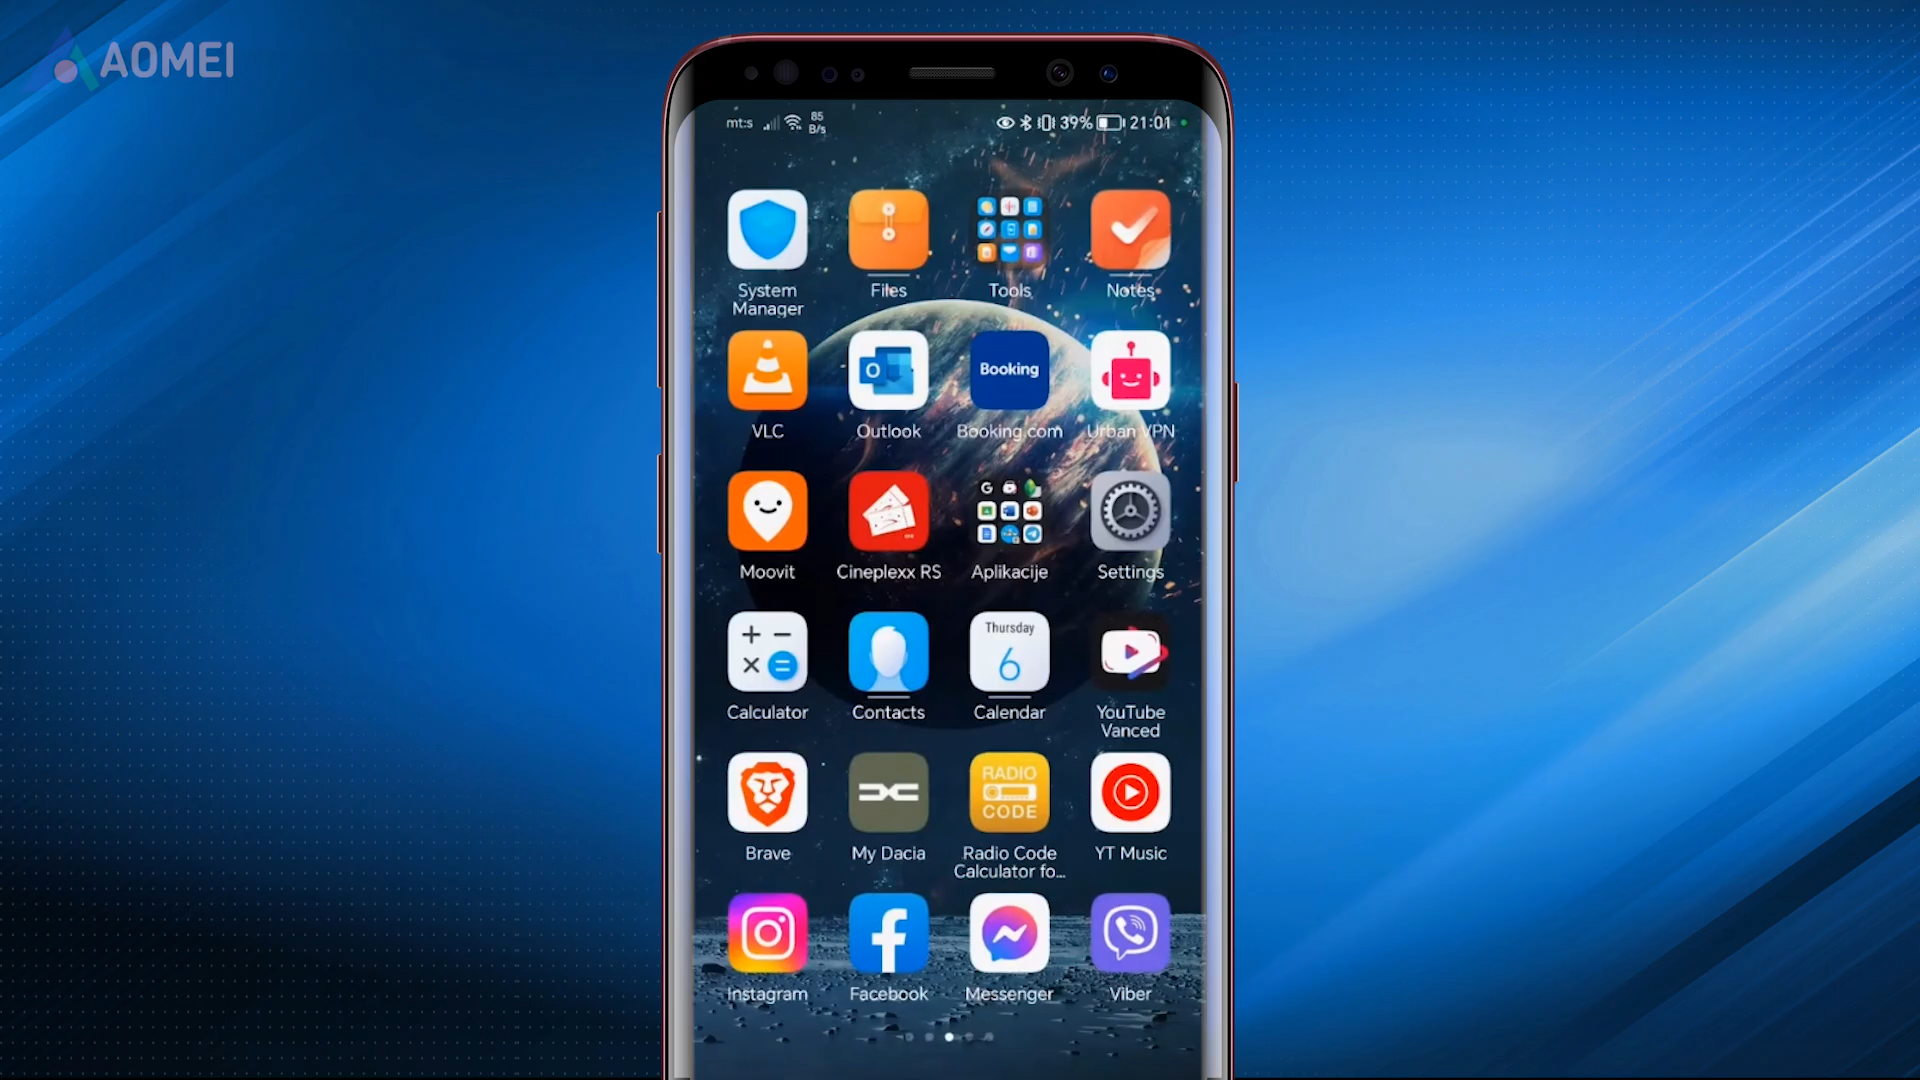 AOMEI
mt:s 85 B/s 39% 21:01
System Manager Files Tools Notes
Booking
VLC Outlook Booking.com Urban VPN
Moovit Cineplexx RS Aplikacije Settings
Thursday
6
Calculator Contacts Calendar YouTube Vanced
RADIO
CODE
Brave My Dacia Radio Code Calculator fo... YT Music
Instagram Facebook Messenger Viber